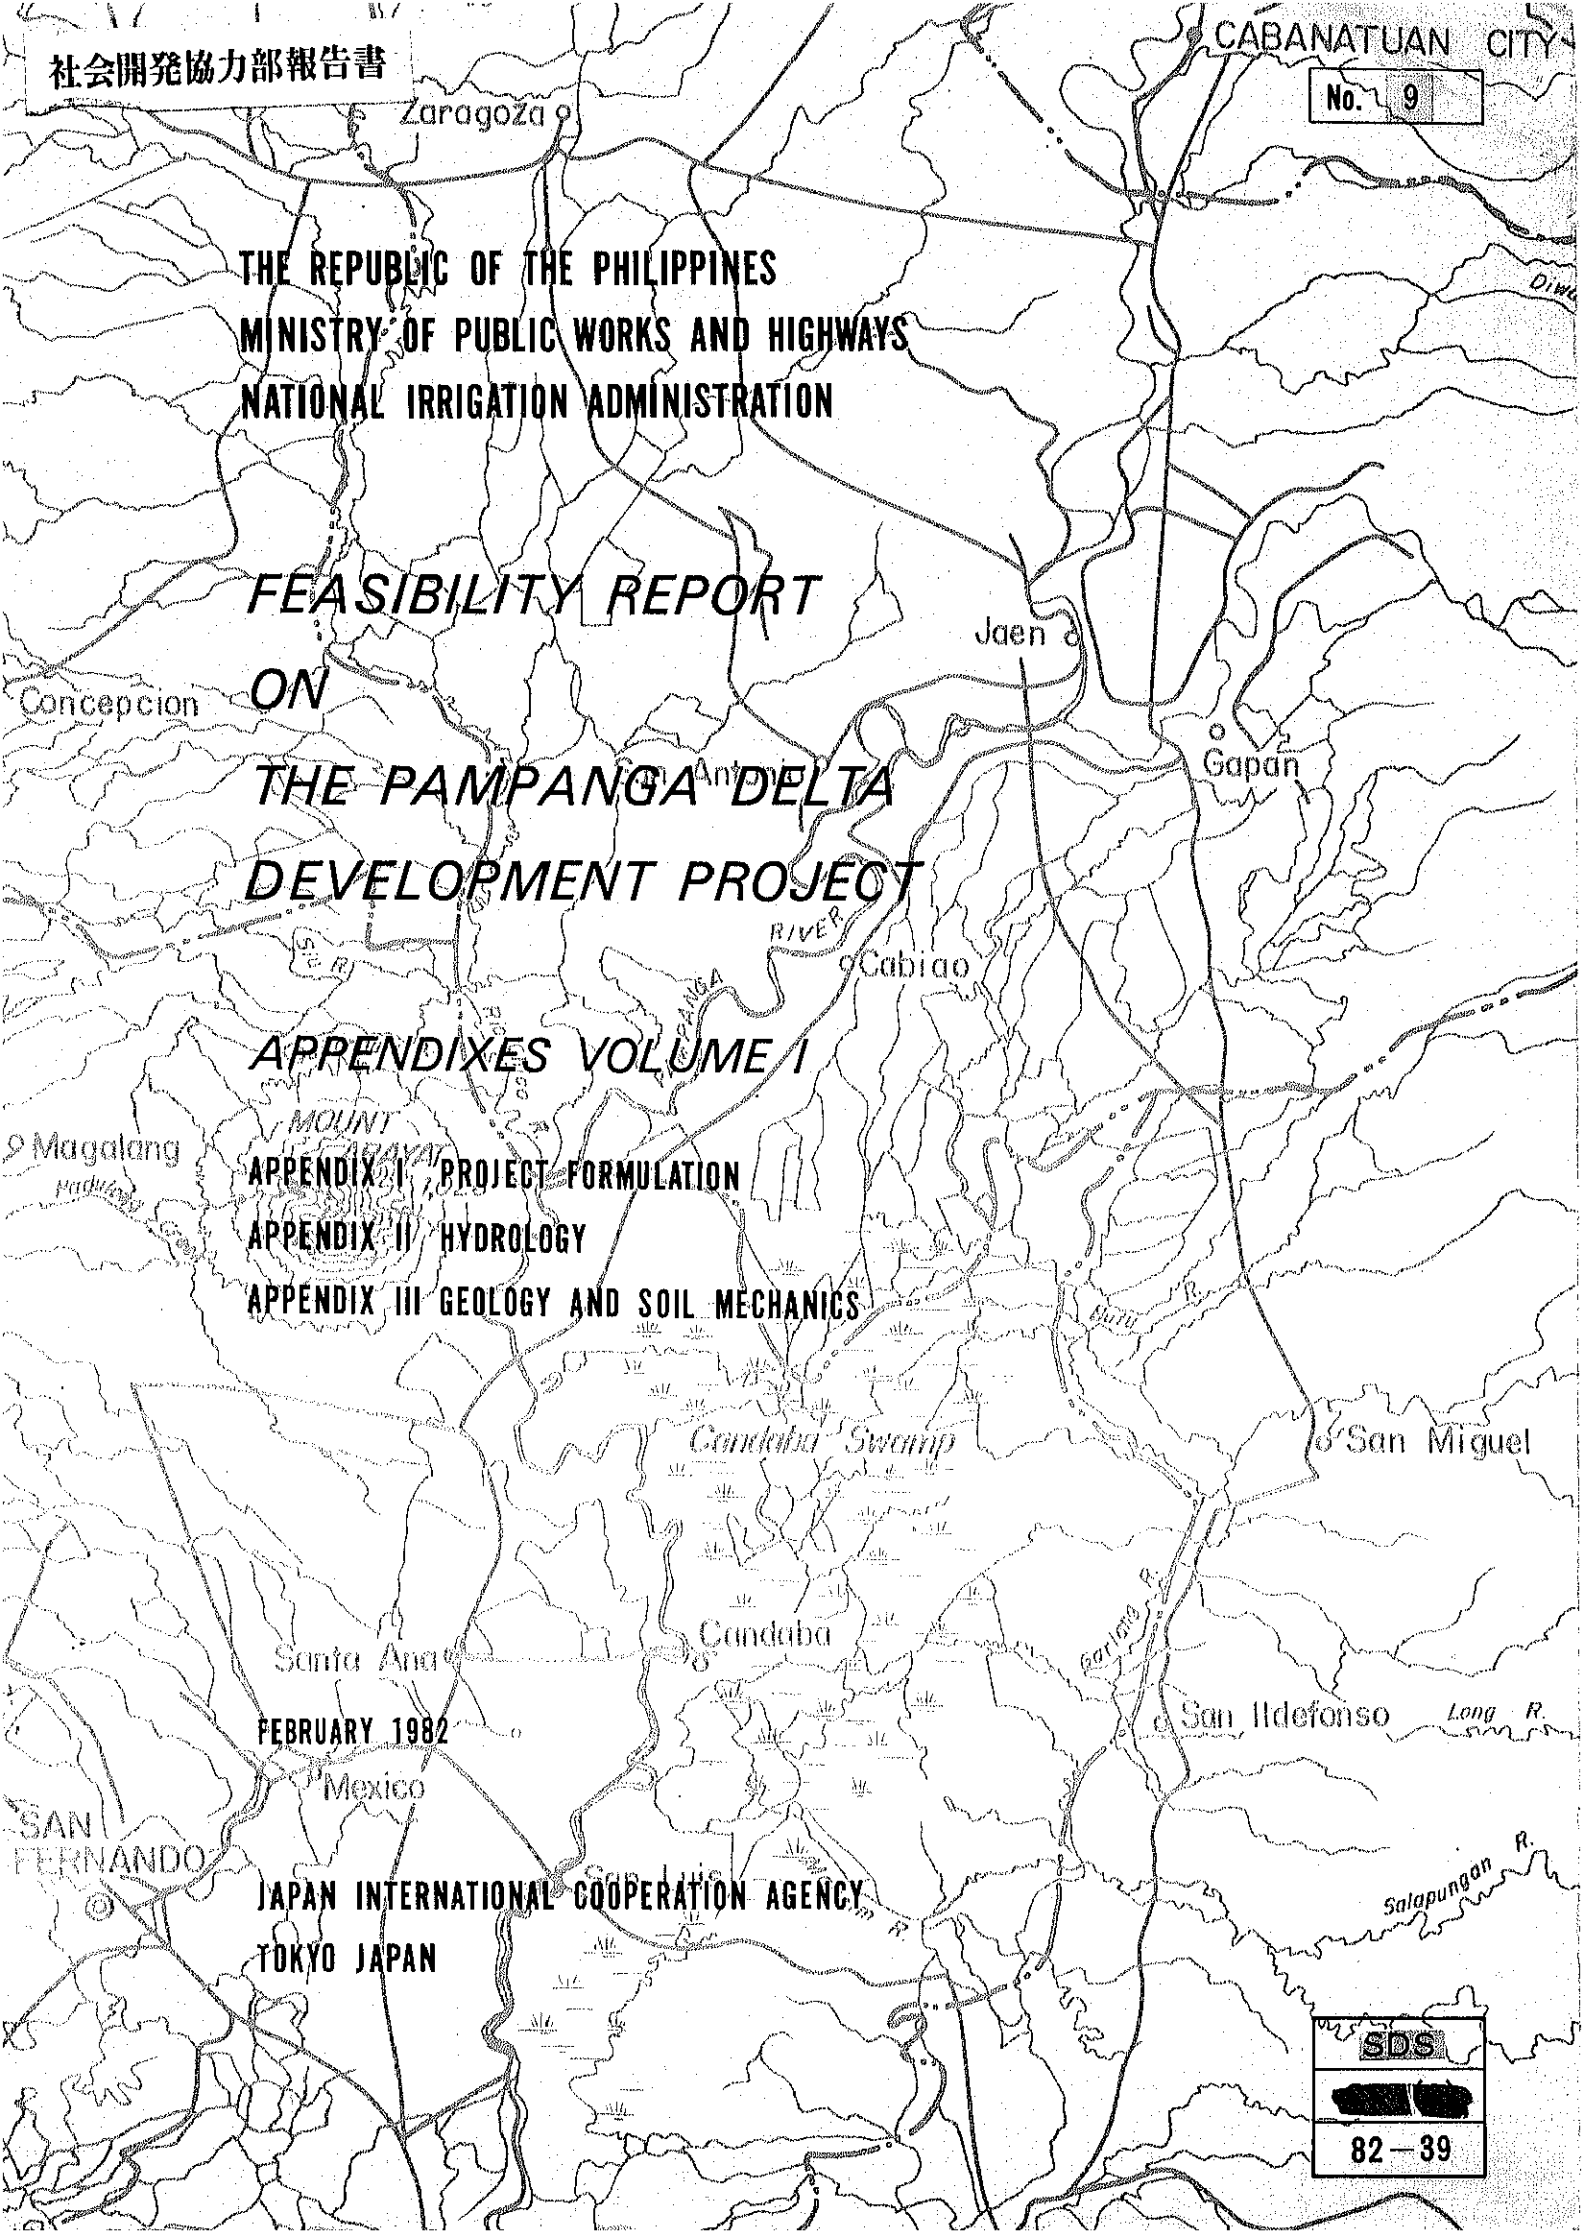 社会開発協力部報告書
CABANATUAN CITY
No. 9
Zaragoza
THE REPUBLIC OF THE PHILIPPINES
MINISTRY OF PUBLIC WORKS AND HIGHWAYS
NATIONAL IRRIGATION ADMINISTRATION
FEASIBILITY REPORT
Jaen
ON
Concepcion
Gapan
THE PAMPANGA DELTA
DEVELOPMENT PROJECT
RIVER
Cabiao
APPENDIXES VOLUME I
MOUNT
ARAYAT
Magalang
APPENDIX I PROJECT FORMULATION
APPENDIX II HYDROLOGY
APPENDIX III GEOLOGY AND SOIL MECHANICS
R.
Candaba Swamp
San Miguel
Candaba
Santa Ana
San Ildefonso
Long R.
FEBRUARY 1982
Mexico
SAN
FERNANDO
San Luis
Salapungan R.
JAPAN INTERNATIONAL COOPERATION AGENCY
TOKYO JAPAN
SDS
82-39